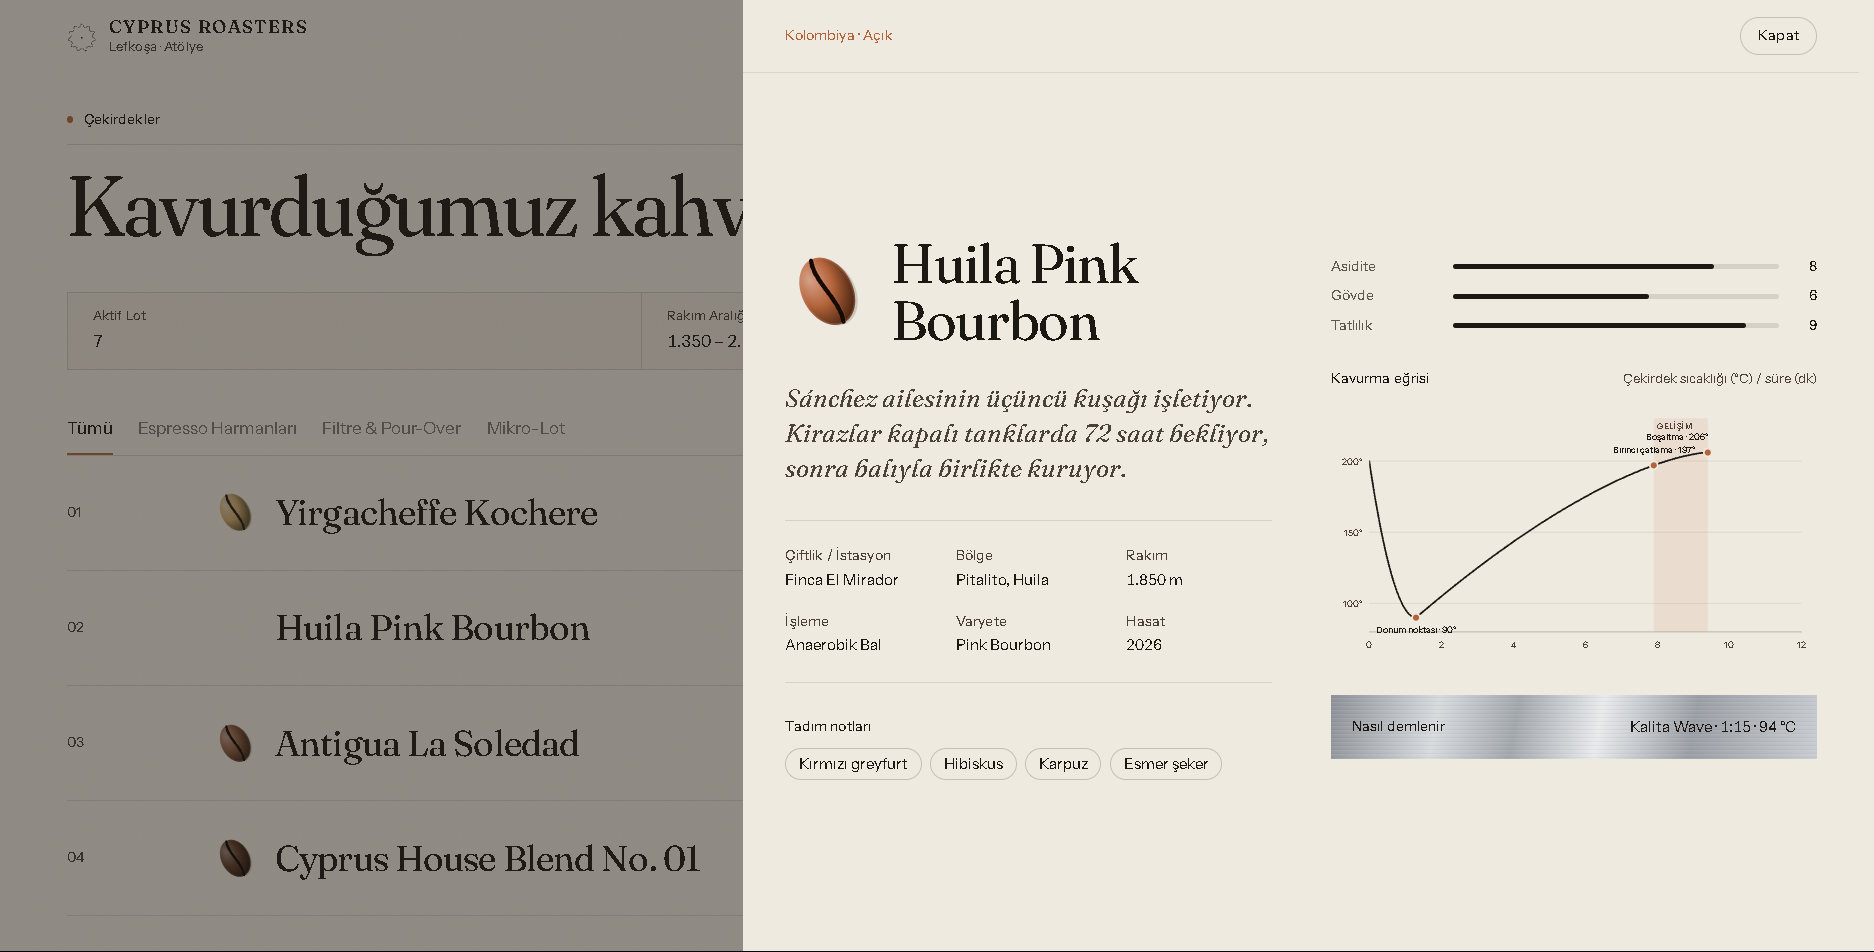 CYPRUS ROASTERS
Lefkoşa · Atölye
Çekirdekler
Kavurduğumuz kahv
Aktif Lot
7
Rakım Aralığ
1.350 – 2.
Tümü
Espresso Harmanları
Filtre & Pour-Over
Mikro-Lot
01
Yirgacheffe Kochere
02
Huila Pink Bourbon
03
Antigua La Soledad
04
Cyprus House Blend No. 01
Kolombiya · Açık
Kapat
Huila Pink
Bourbon
Sánchez ailesinin üçüncü kuşağı işletiyor.
Kirazlar kapalı tanklarda 72 saat bekliyor,
sonra balıyla birlikte kuruyor.
Çiftlik / İstasyon
Finca El Mirador
Bölge
Pitalito, Huila
Rakım
1.850 m
İşleme
Anaerobik Bal
Varyete
Pink Bourbon
Hasat
2026
Tadım notları
Kırmızı greyfurt
Hibiskus
Karpuz
Esmer şeker
Asidite
8
Gövde
6
Tatlılık
9
Kavurma eğrisi
Çekirdek sıcaklığı (°C) / süre (dk)
GELİŞİM
Boşaltma · 206°
Birinci çatlama · 197°
200°
150°
100°
Dönüm noktası · 90°
0
2
4
6
8
10
12
Nasıl demlenir
Kalita Wave · 1:15 · 94 °C